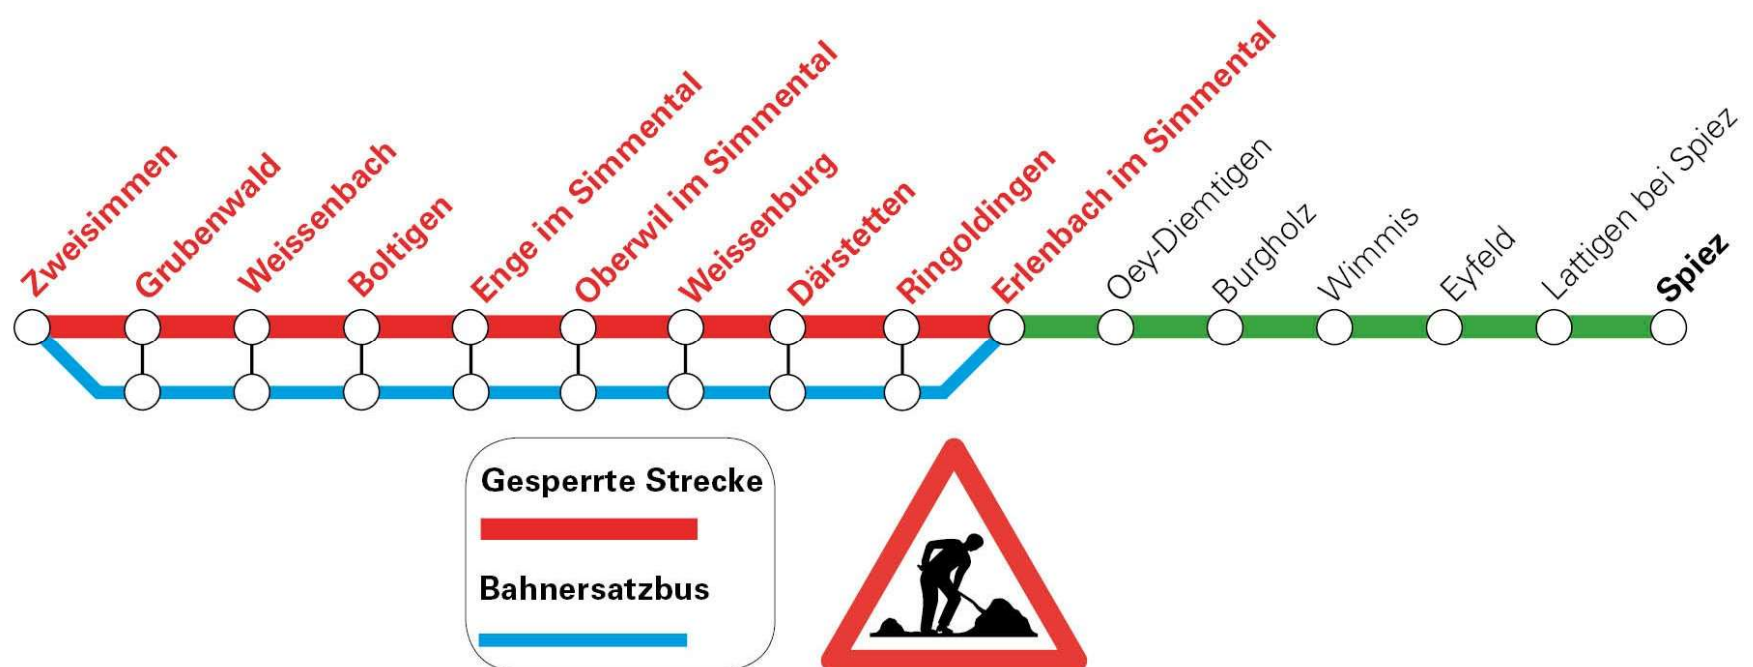 Zweisimmen
Grubenwald
Weissenbach
Boltigen
Enge im Simmental
Oberwil im Simmental
Weissenburg
Därstetten
Ringoldingen
Erlenbach im Simmental
Oey-Diemtigen
Burgholz
Wimmis
Eyfeld
Lattigen bei Spiez
Spiez
Gesperrte Strecke
Bahnersatzbus